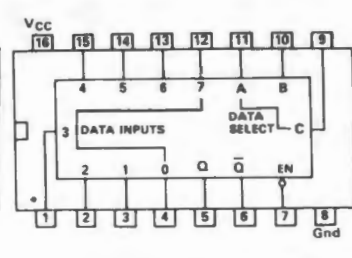 VCC
16 15 14 13 12 11 10 9
4 5 6 7 A B
3 DATA INPUTS DATA
SELECT C
2 1 0 Q Q̅ EN
1 2 3 4 5 6 7 8
Gnd